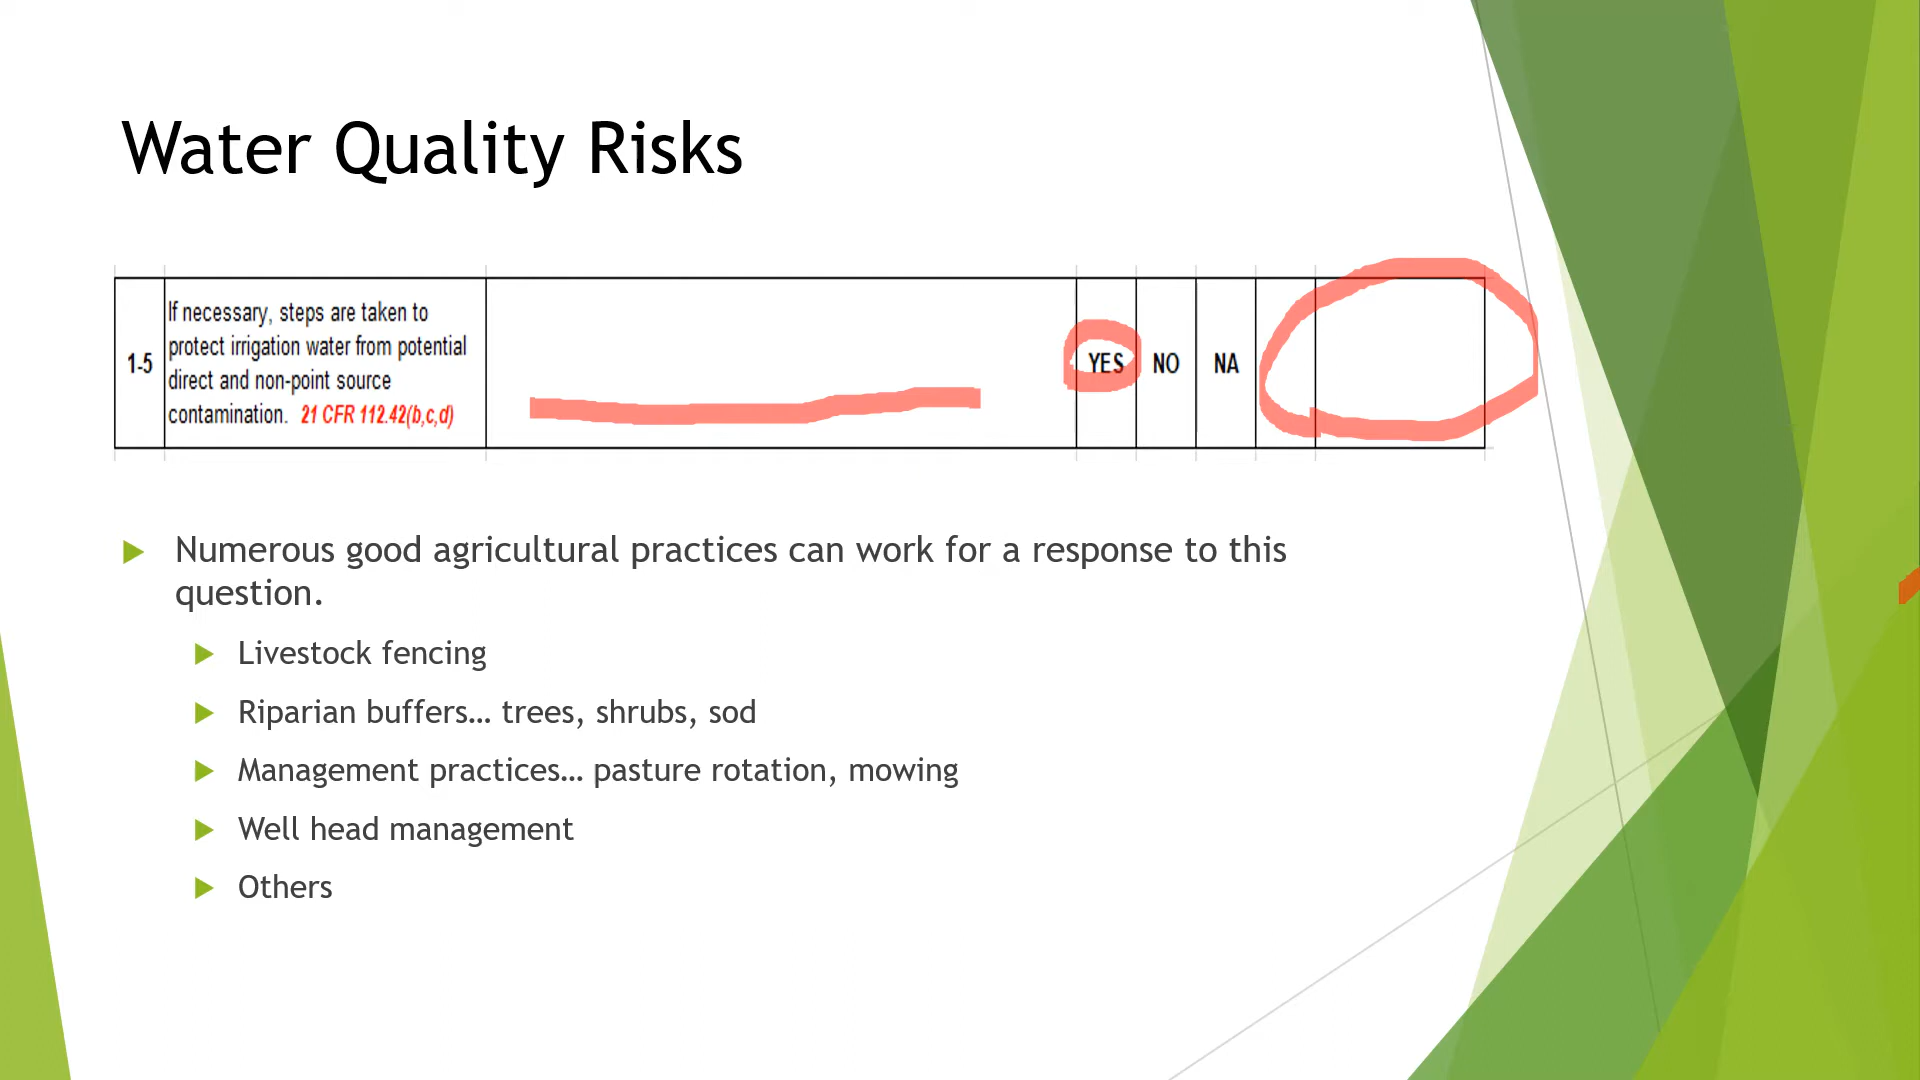 Water Quality Risks
1-5
If necessary, steps are taken to
protect irrigation water from potential
direct and non-point source
contamination. 21 CFR 112.42(b,c,d)
YES NO NA
Numerous good agricultural practices can work for a response to this
question.
Livestock fencing
Riparian buffers… trees, shrubs, sod
Management practices… pasture rotation, mowing
Well head management
Others